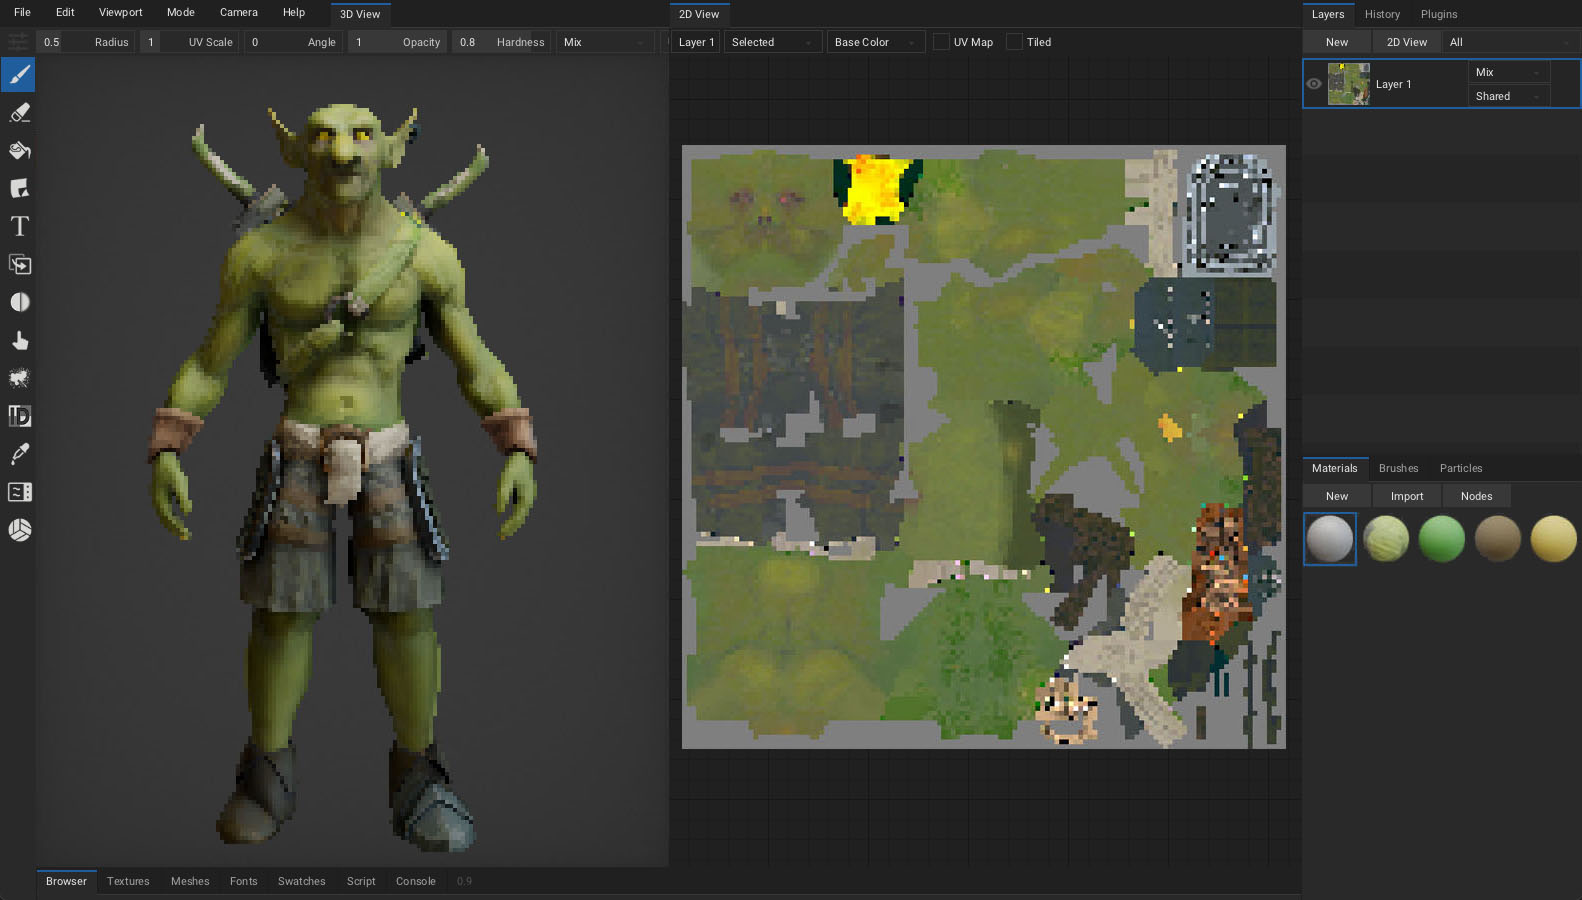 File Edit Viewport Mode Camera Help 3D View 2D View Layers History Plugins
0.5 Radius 1 UV Scale 0 Angle 1 Opacity 0.8 Hardness Mix Layer 1 Selected Base Color UV Map Tiled New 2D View All
Layer 1 Mix
Shared
T
ID
Materials Brushes Particles
New Import Nodes
Browser Textures Meshes Fonts Swatches Script Console 0.9